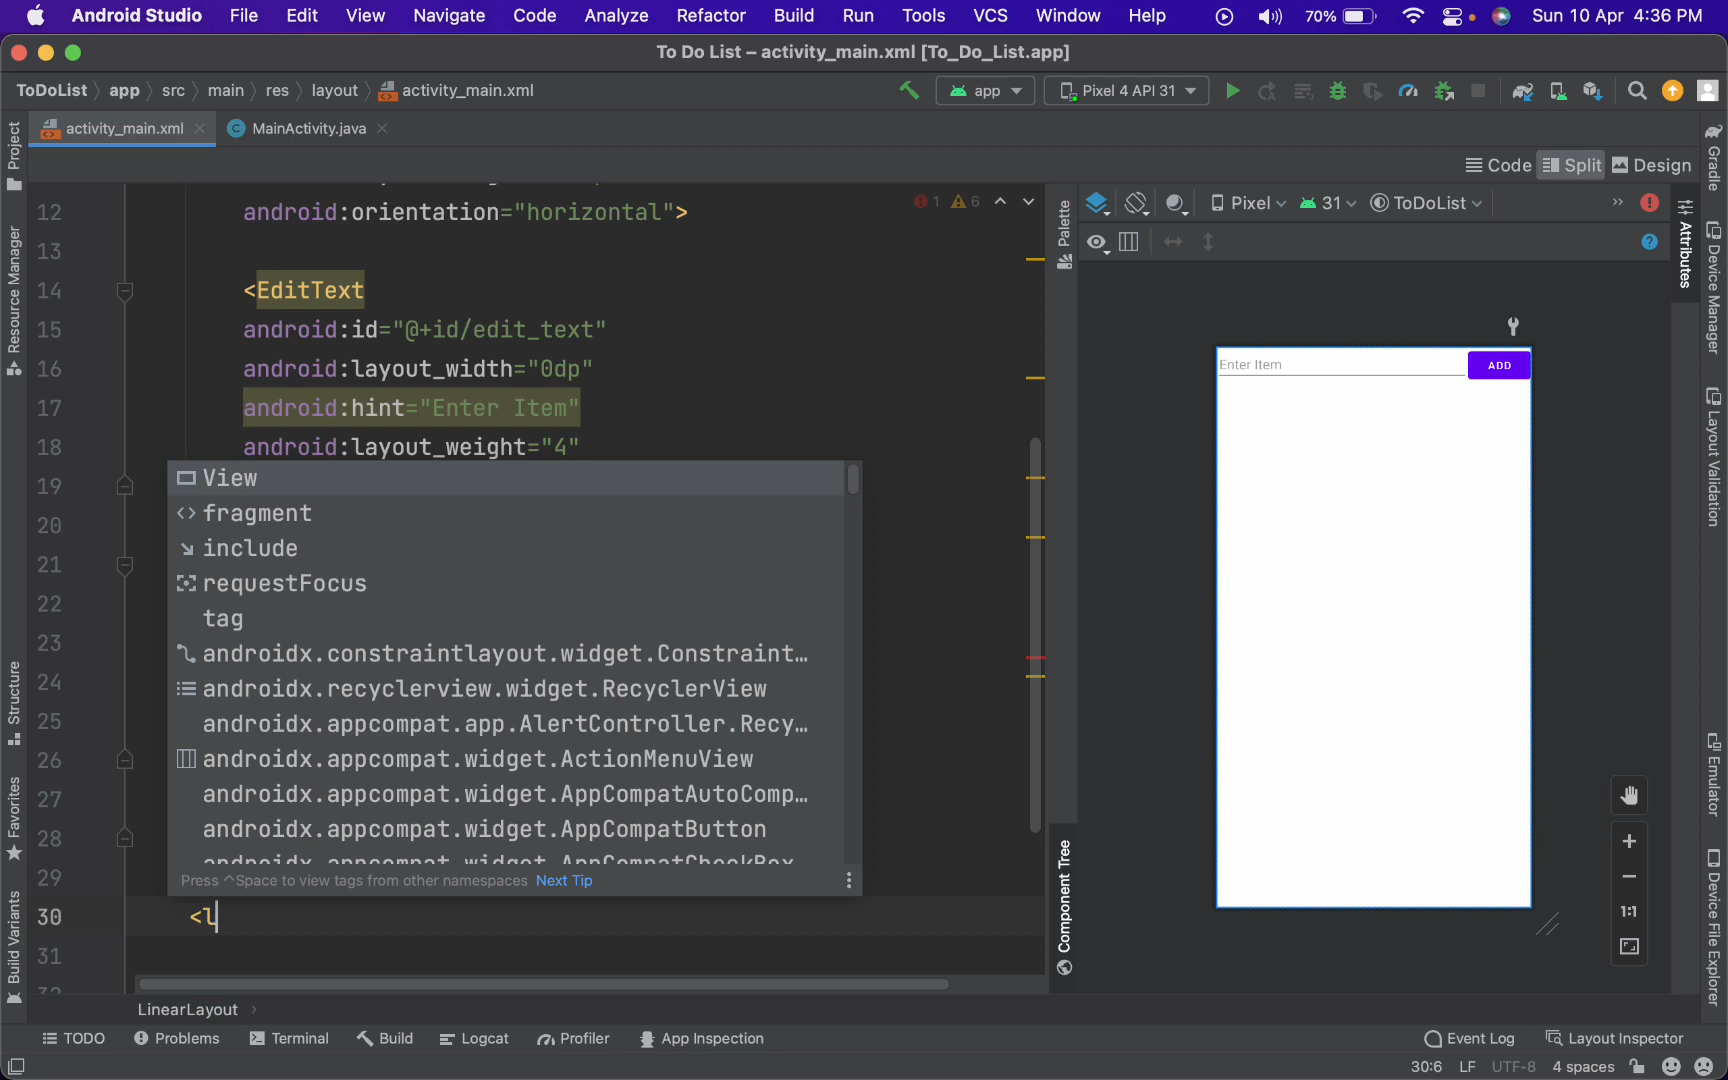 Android Studio File Edit View Navigate Code Analyze Refactor Build Run Tools VCS Window Help 70% Sun 10 Apr 4:36 PM
To Do List – activity_main.xml [To_Do_List.app]
ToDoList app src main res layout activity_main.xml app Pixel 4 API 31
activity_main.xml MainActivity.java
Code Split Design
12 android:orientation="horizontal"> 1 6
13
14 <EditText
15 android:id="@+id/edit_text"
16 android:layout_width="0dp"
17 android:hint="Enter Item"
18 android:layout_weight="4"
19
20
21
22
23
24
25
26
27
28
29
30 <l
31
View
fragment
include
requestFocus
tag
androidx.constraintlayout.widget.Constraint…
androidx.recyclerview.widget.RecyclerView
androidx.appcompat.app.AlertController.Recy…
androidx.appcompat.widget.ActionMenuView
androidx.appcompat.widget.AppCompatAutoComp…
androidx.appcompat.widget.AppCompatButton
androidx.appcompat.widget.AppCompatCheckBox
Press ^Space to view tags from other namespaces Next Tip
Pixel 31 ToDoList
Enter Item ADD
1:1
Project
Resource Manager
Structure
Favorites
Build Variants
Palette
Component Tree
Attributes
Gradle
Device Manager
Layout Validation
Emulator
Device File Explorer
LinearLayout
TODO Problems Terminal Build Logcat Profiler App Inspection Event Log Layout Inspector
30:6 LF UTF-8 4 spaces